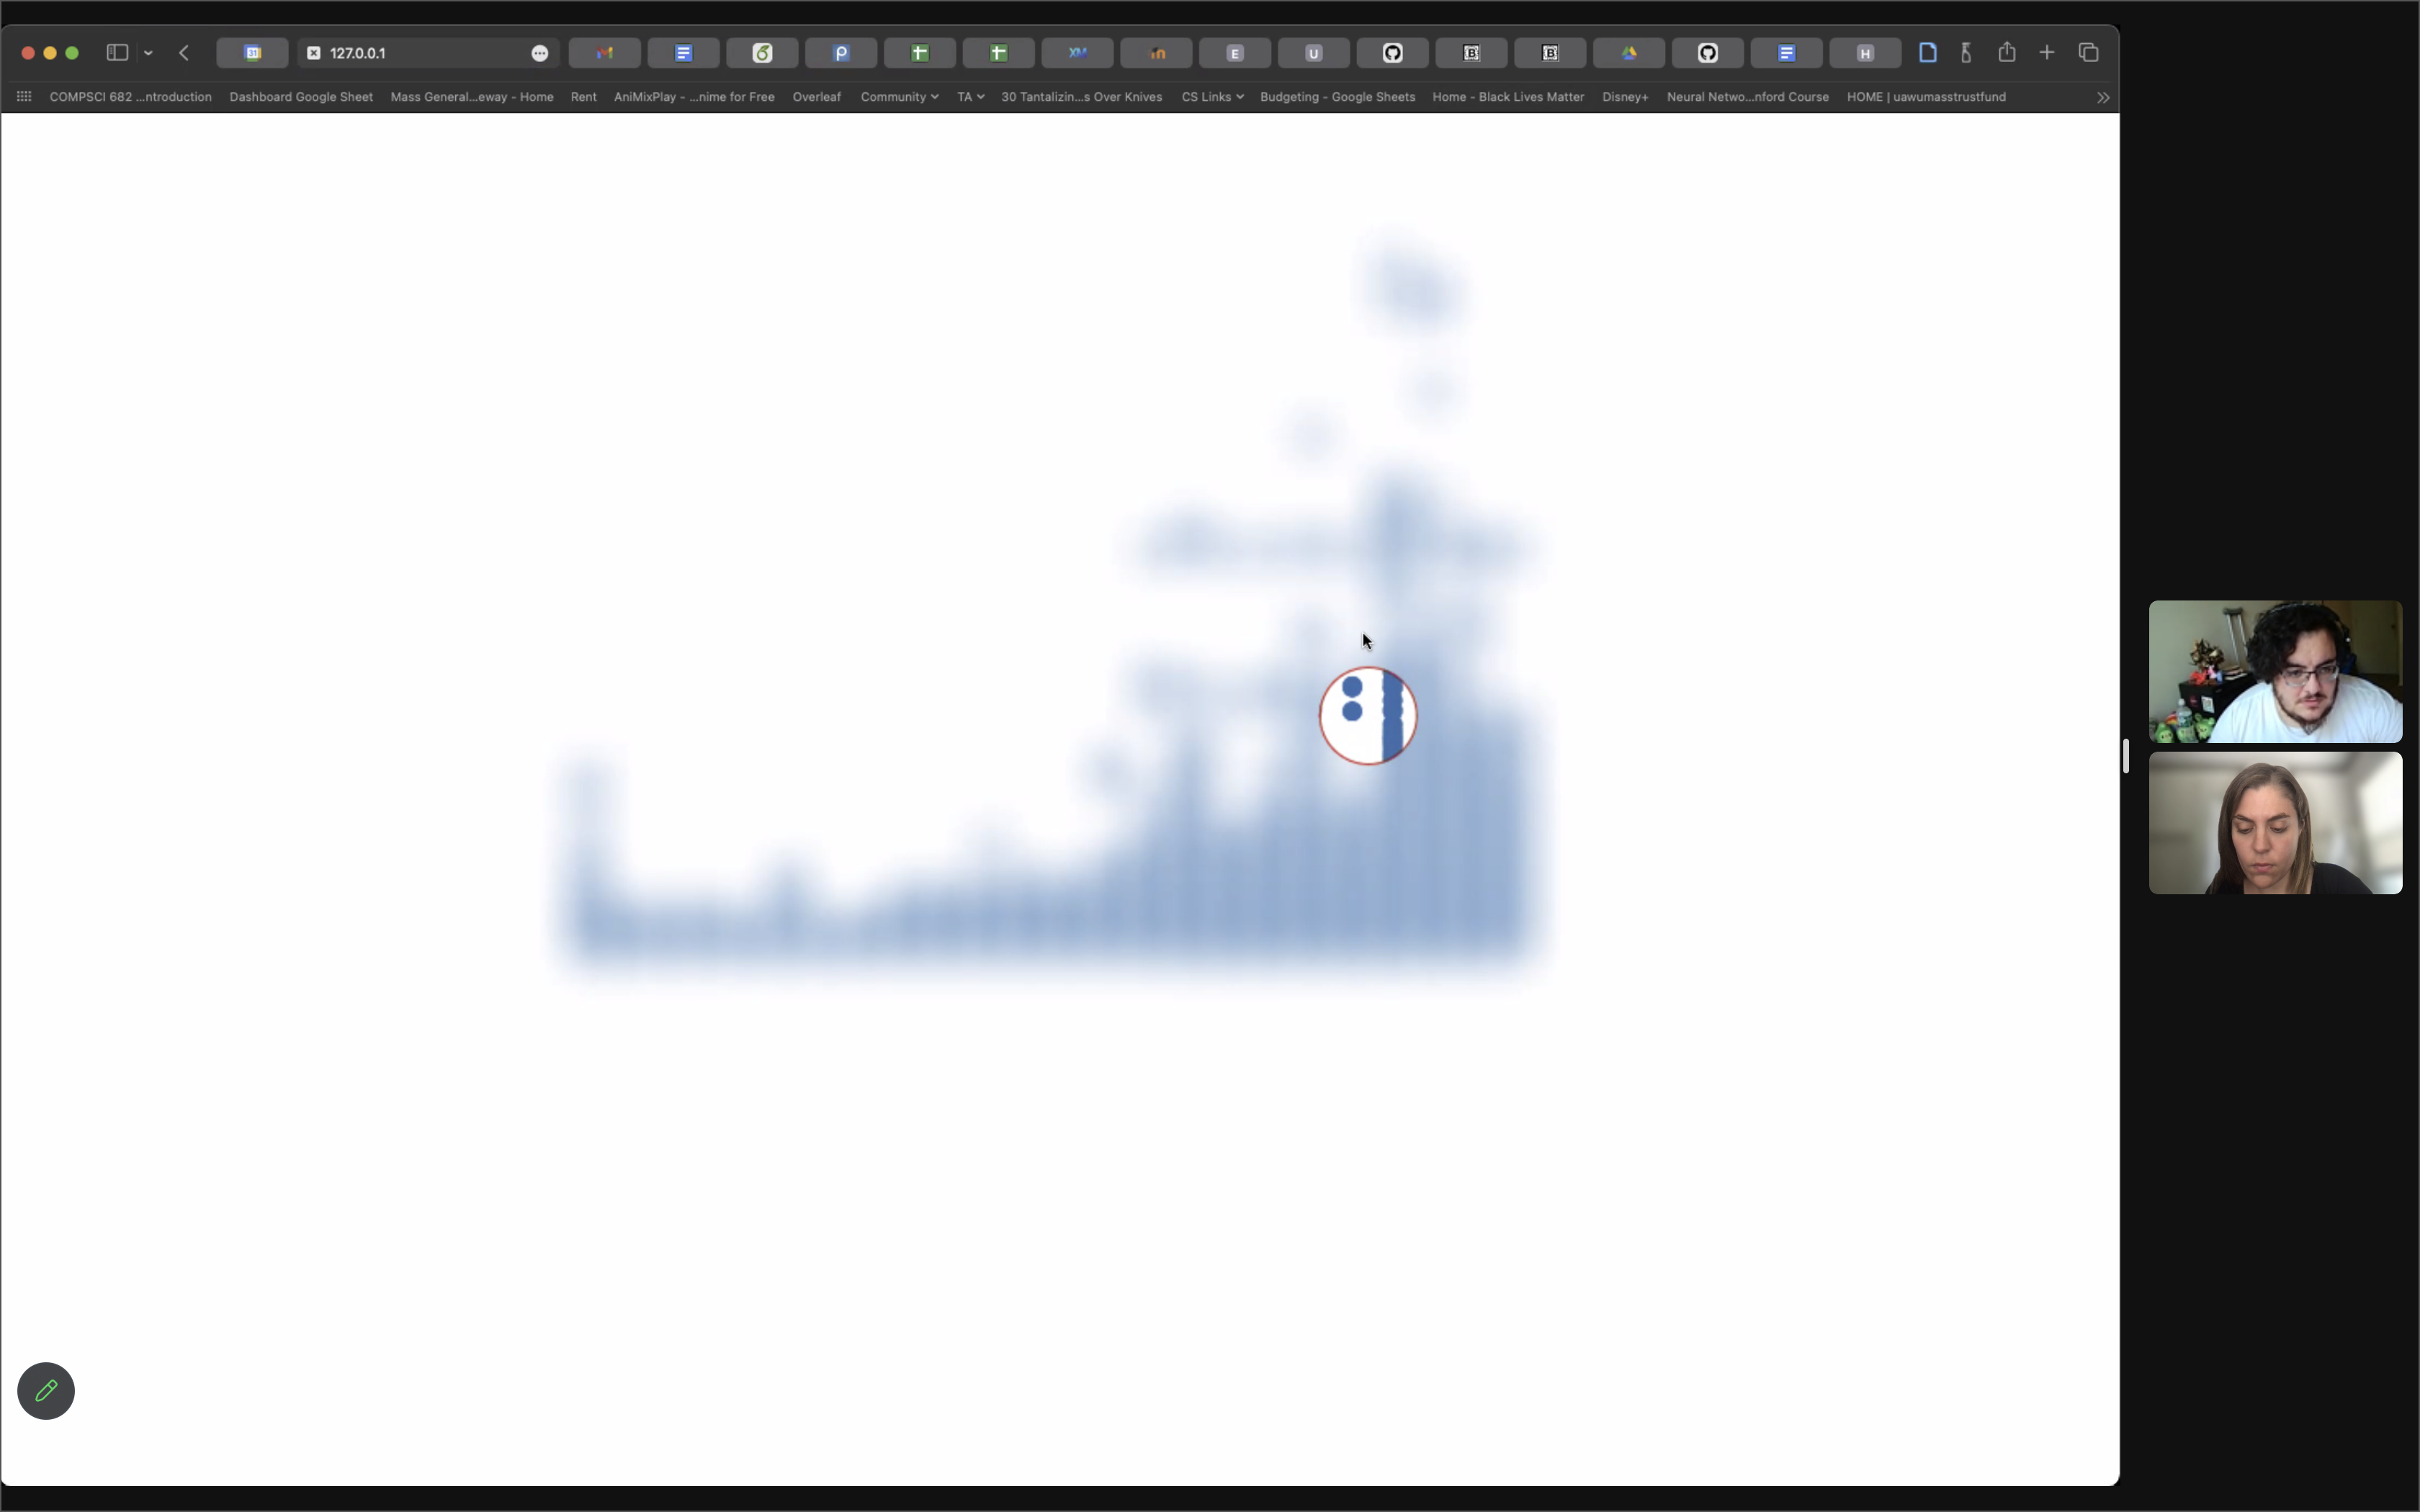 31 127.0.0.1 XM E U B B H
COMPSCI 682 ...ntroduction Dashboard Google Sheet Mass General...eway - Home Rent AniMixPlay - ...nime for Free Overleaf Community TA 30 Tantalizin...s Over Knives CS Links Budgeting - Google Sheets Home - Black Lives Matter Disney+ Neural Netwo...nford Course HOME | uawumasstrustfund